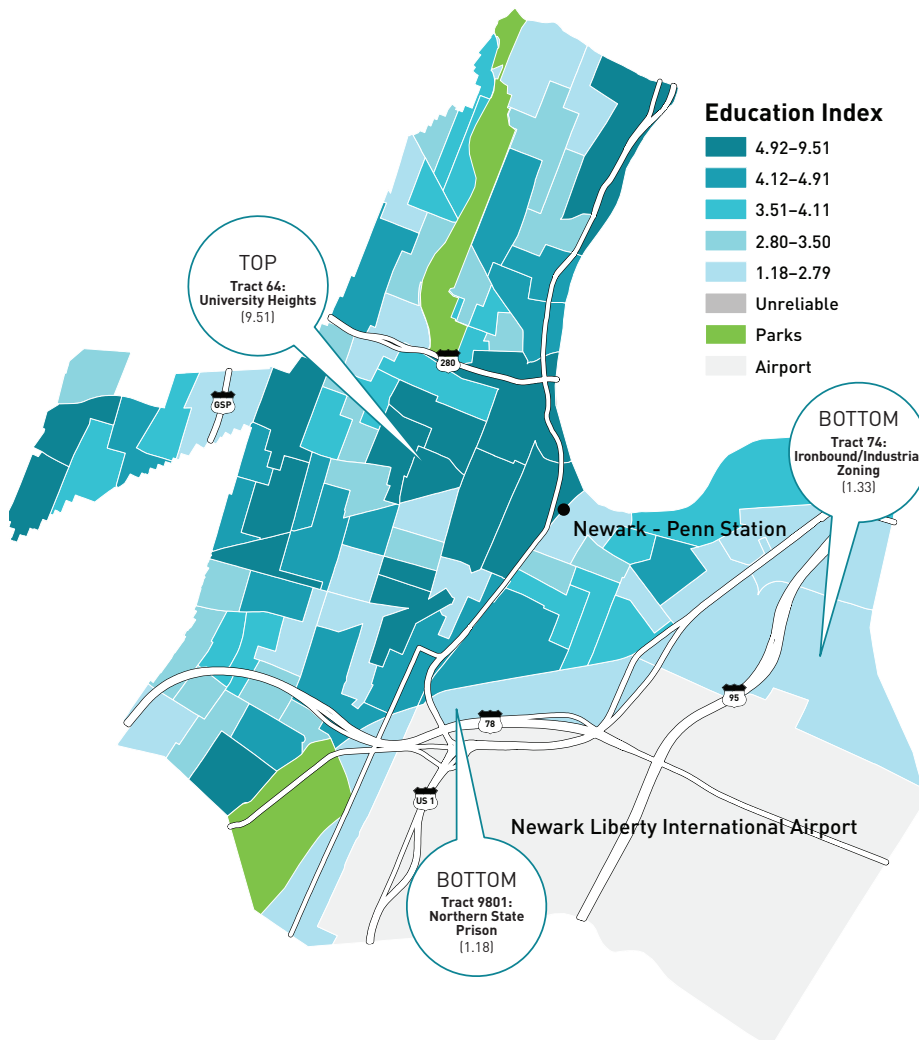 Education Index
4.92–9.51
4.12–4.91
3.51–4.11
2.80–3.50
1.18–2.79
Unreliable
Parks
Airport
TOP
Tract 64:
University Heights
(9.51)
280
GSP
BOTTOM
Tract 74:
Ironbound/Industria
Zoning
(1.33)
Newark - Penn Station
95
78
US 1
Newark Liberty International Airport
BOTTOM
Tract 9801:
Northern State
Prison
(1.18)